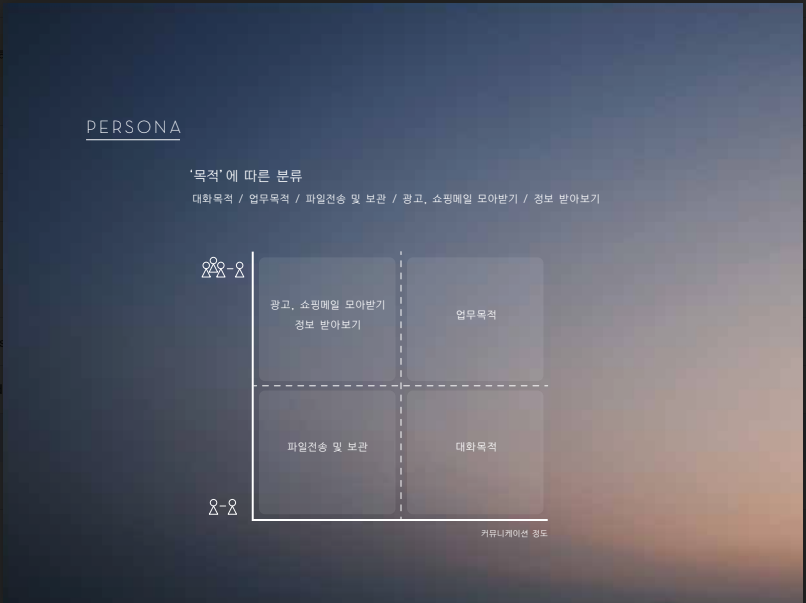 PERSONA
'목적'에 따른 분류
대화목적 / 업무목적 / 파일전송 및 보관 / 광고, 쇼핑메일 모아받기 / 정보 받아보기
광고, 쇼핑메일 모아받기
정보 받아보기
업무목적
파일전송 및 보관
대화목적
커뮤니케이션 정도